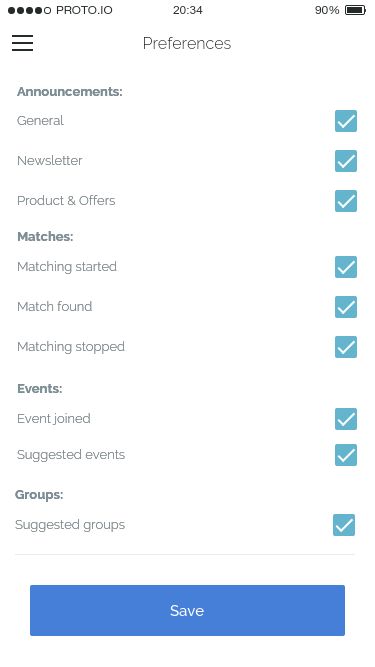 PROTO.IO 20:34 90%
Preferences
Announcements:
General
Newsletter
Product & Offers
Matches:
Matching started
Match found
Matching stopped
Events:
Event joined
Suggested events
Groups:
Suggested groups
Save